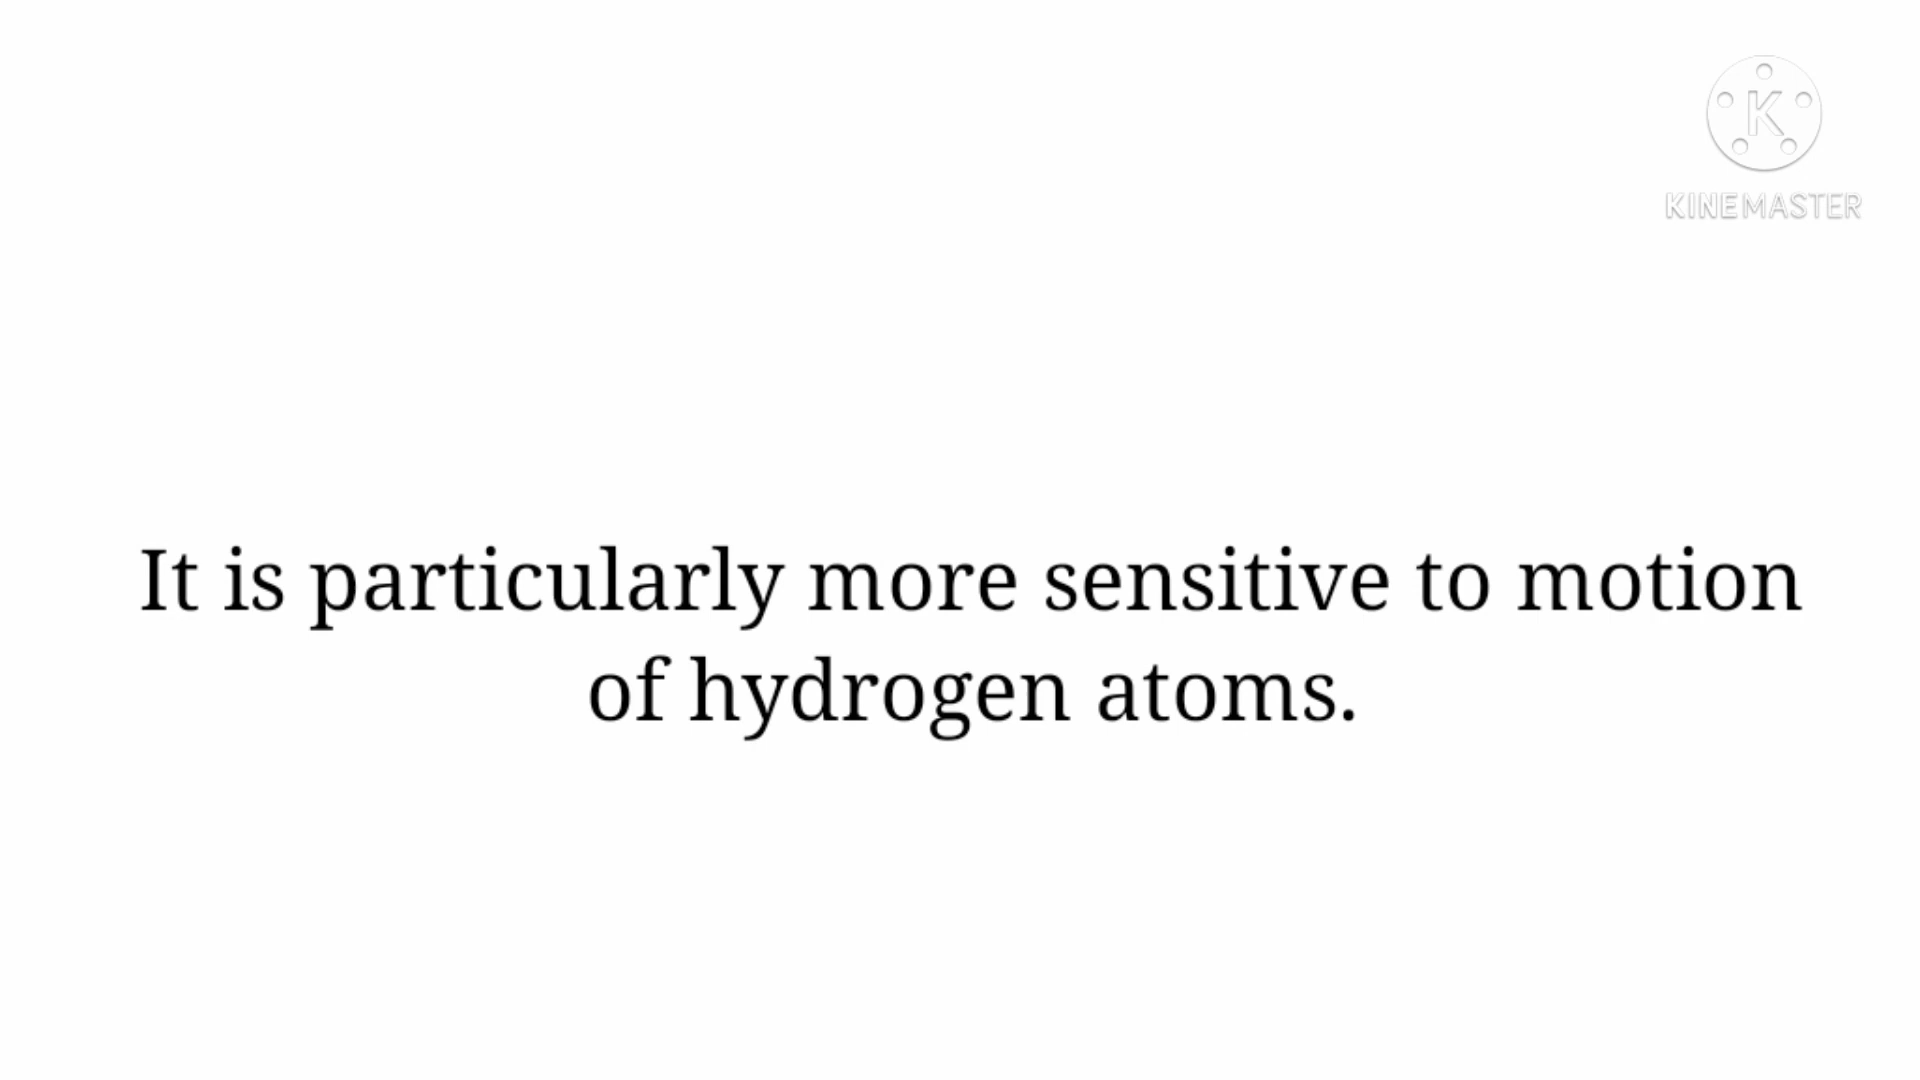 K
KINEMASTER
It is particularly more sensitive to motion
of hydrogen atoms.